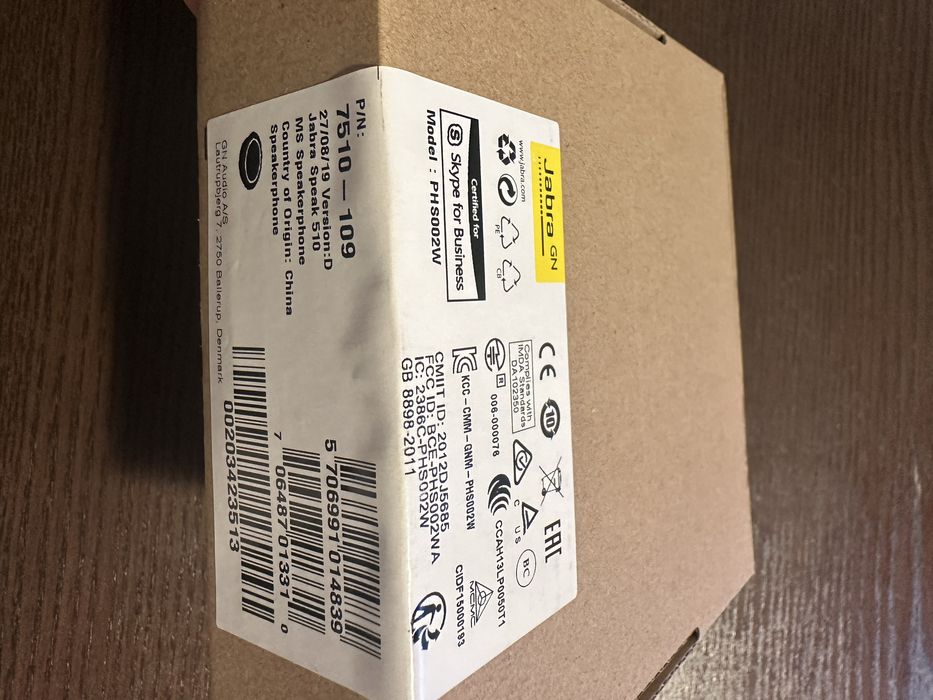 Jabra GN
www.jabra.com
PE
CB
Certified for
Skype for Business
Model : PHS002W
CE
10
EAC
Complies with
IMDA Standards
DA102350
C US
BC
R
006-000076
CCAH13LP0050T1
KCC-CMM-GNM-PHS002W
CMIIT ID: 2012DJ5685
FCC ID: BCE-PHS002WA
IC: 2386C-PHS002W
GB 8898-2011
CIDF15000193
P/N:
7510-109
27/08/19 Version:D
Jabra Speak 510
MS Speakerphone
Country of Origin: China
Speakerphone
GN Audio A/S
Lautrupbjerg 7, 2750 Ballerup, Denmark
5 706991 014839
7 06487 01331 0
00203423513